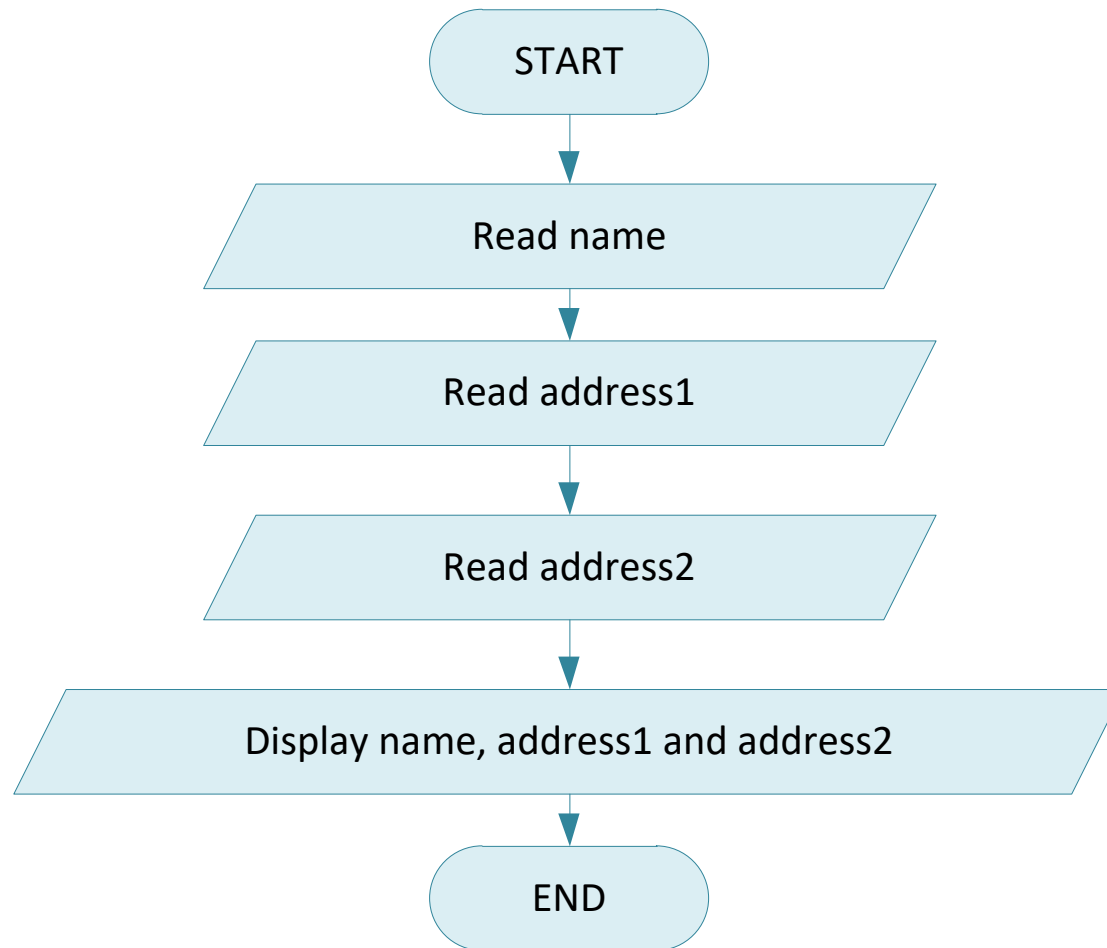 START
Read name
Read address1
Read address2
Display name, address1 and address2
END